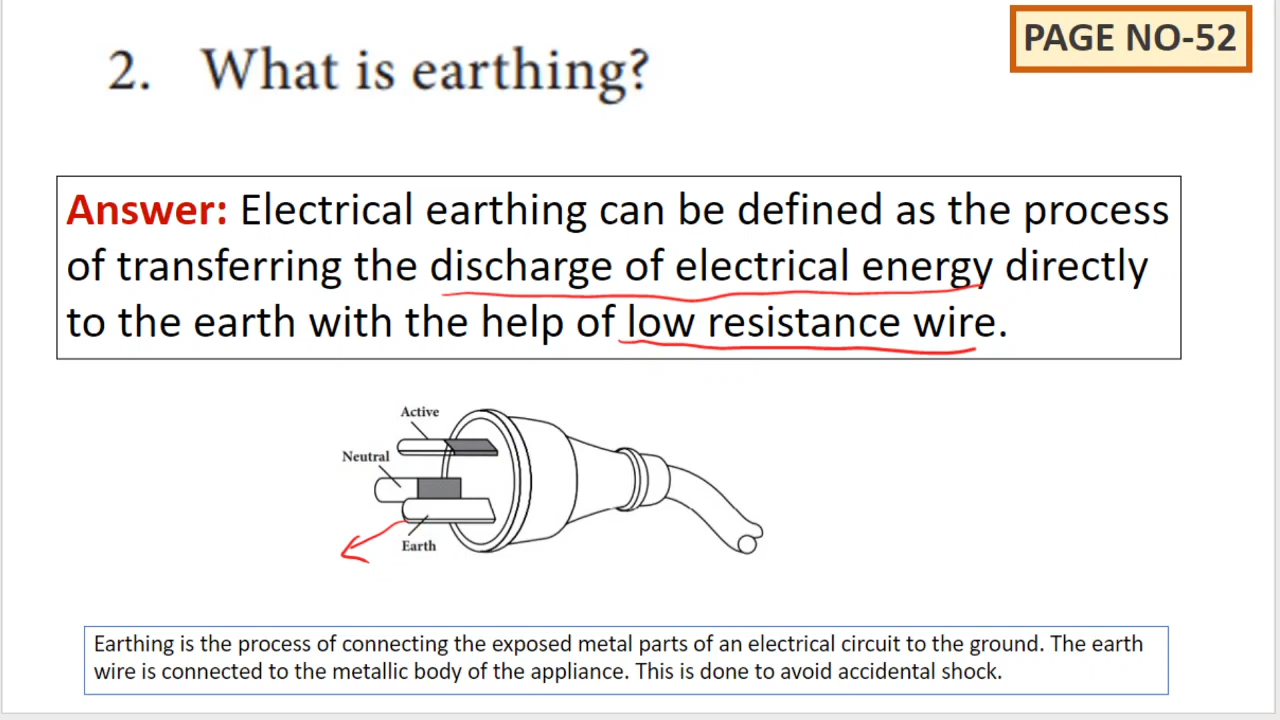 PAGE NO-52
2. What is earthing?
Answer: Electrical earthing can be defined as the process
of transferring the discharge of electrical energy directly
to the earth with the help of low resistance wire.
Active
Neutral
Earth
Earthing is the process of connecting the exposed metal parts of an electrical circuit to the ground. The earth
wire is connected to the metallic body of the appliance. This is done to avoid accidental shock.